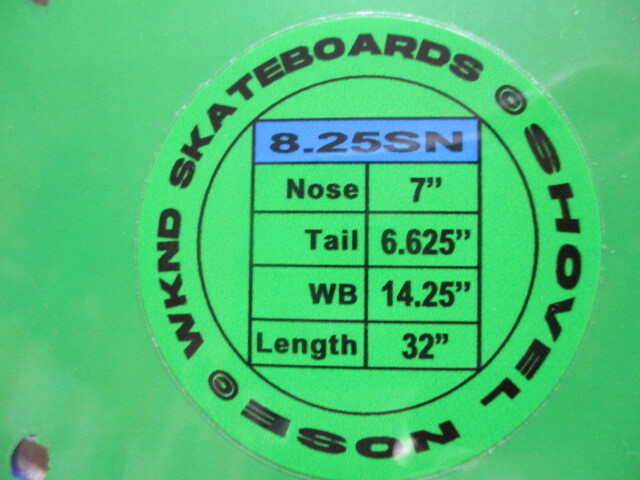 WKND SKATEBOARDS
SHOVEL NOSE
8.25SN
Nose 7”
Tail 6.625”
WB 14.25”
Length 32”